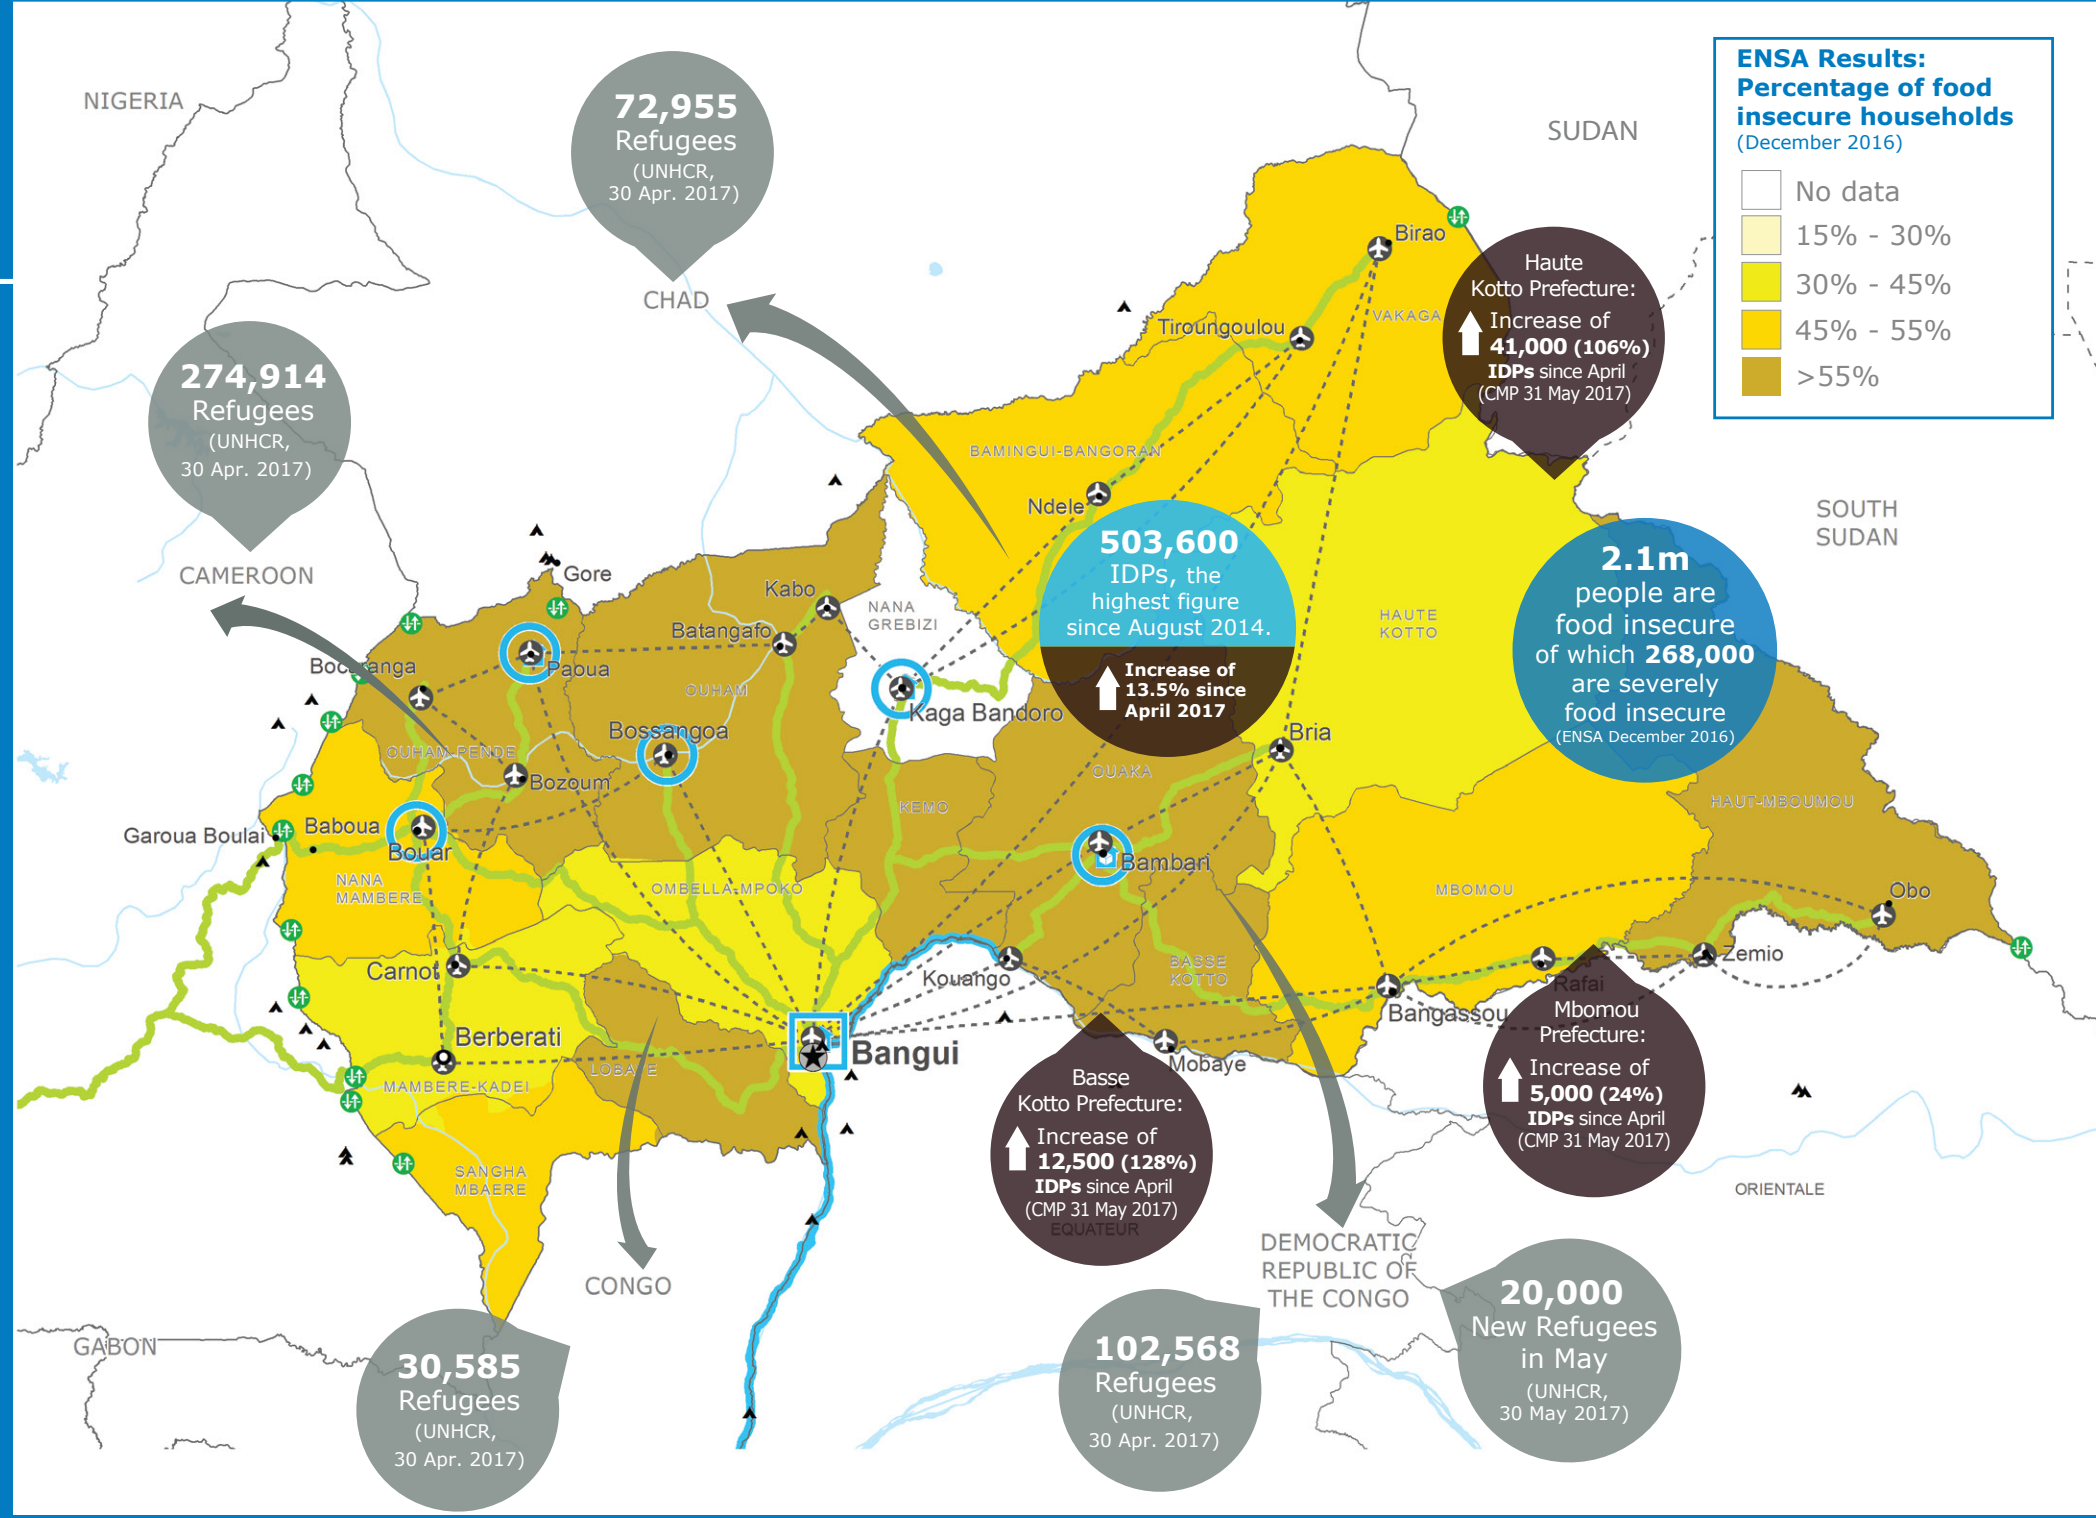 NIGERIA
72,955
Refugees
(UNHCR,
30 Apr. 2017)
CHAD
SUDAN
ENSA Results:
Percentage of food
insecure households
(December 2016)
No data
15% - 30%
30% - 45%
45% - 55%
>55%
274,914
Refugees
(UNHCR,
30 Apr. 2017)
CAMEROON
Birao
VAKAGA
Tiroungoulou
Haute
Kotto Prefecture:
Increase of
41,000 (106%)
IDPs since April
(CMP 31 May 2017)
BAMINGUI-BANGORAN
Ndele
SOUTH
SUDAN
503,600
IDPs, the
highest figure
since August 2014.
Increase of
13.5% since
April 2017
2.1m
people are
food insecure
of which 268,000
are severely
food insecure
(ENSA December 2016)
Gore
Kabo
NANA
GREBIZI
Batangafo
HAUTE
KOTTO
Bocaranga
Paoua
OUHAM
Kaga Bandoro
Bossangoa
Bria
OUHAM-PENDE
Bozoum
OUAKA
KEMO
HAUT-MBOUMOU
Garoua Boulai
Baboua
Bouar
Bambari
NANA
MAMBERE
OMBELLA-MPOKO
MBOMOU
Obo
Carnot
Kouango
BASSE
KOTTO
Zemio
Rafai
Bangassou
Berberati
Bangui
Mobaye
LOBAYE
MAMBERE-KADEI
Mbomou
Prefecture:
Increase of
5,000 (24%)
IDPs since April
(CMP 31 May 2017)
Basse
Kotto Prefecture:
Increase of
12,500 (128%)
IDPs since April
(CMP 31 May 2017)
EQUATEUR
SANGHA
MBAERE
ORIENTALE
CONGO
DEMOCRATIC
REPUBLIC OF
THE CONGO
GABON
30,585
Refugees
(UNHCR,
30 Apr. 2017)
102,568
Refugees
(UNHCR,
30 Apr. 2017)
20,000
New Refugees
in May
(UNHCR,
30 May 2017)